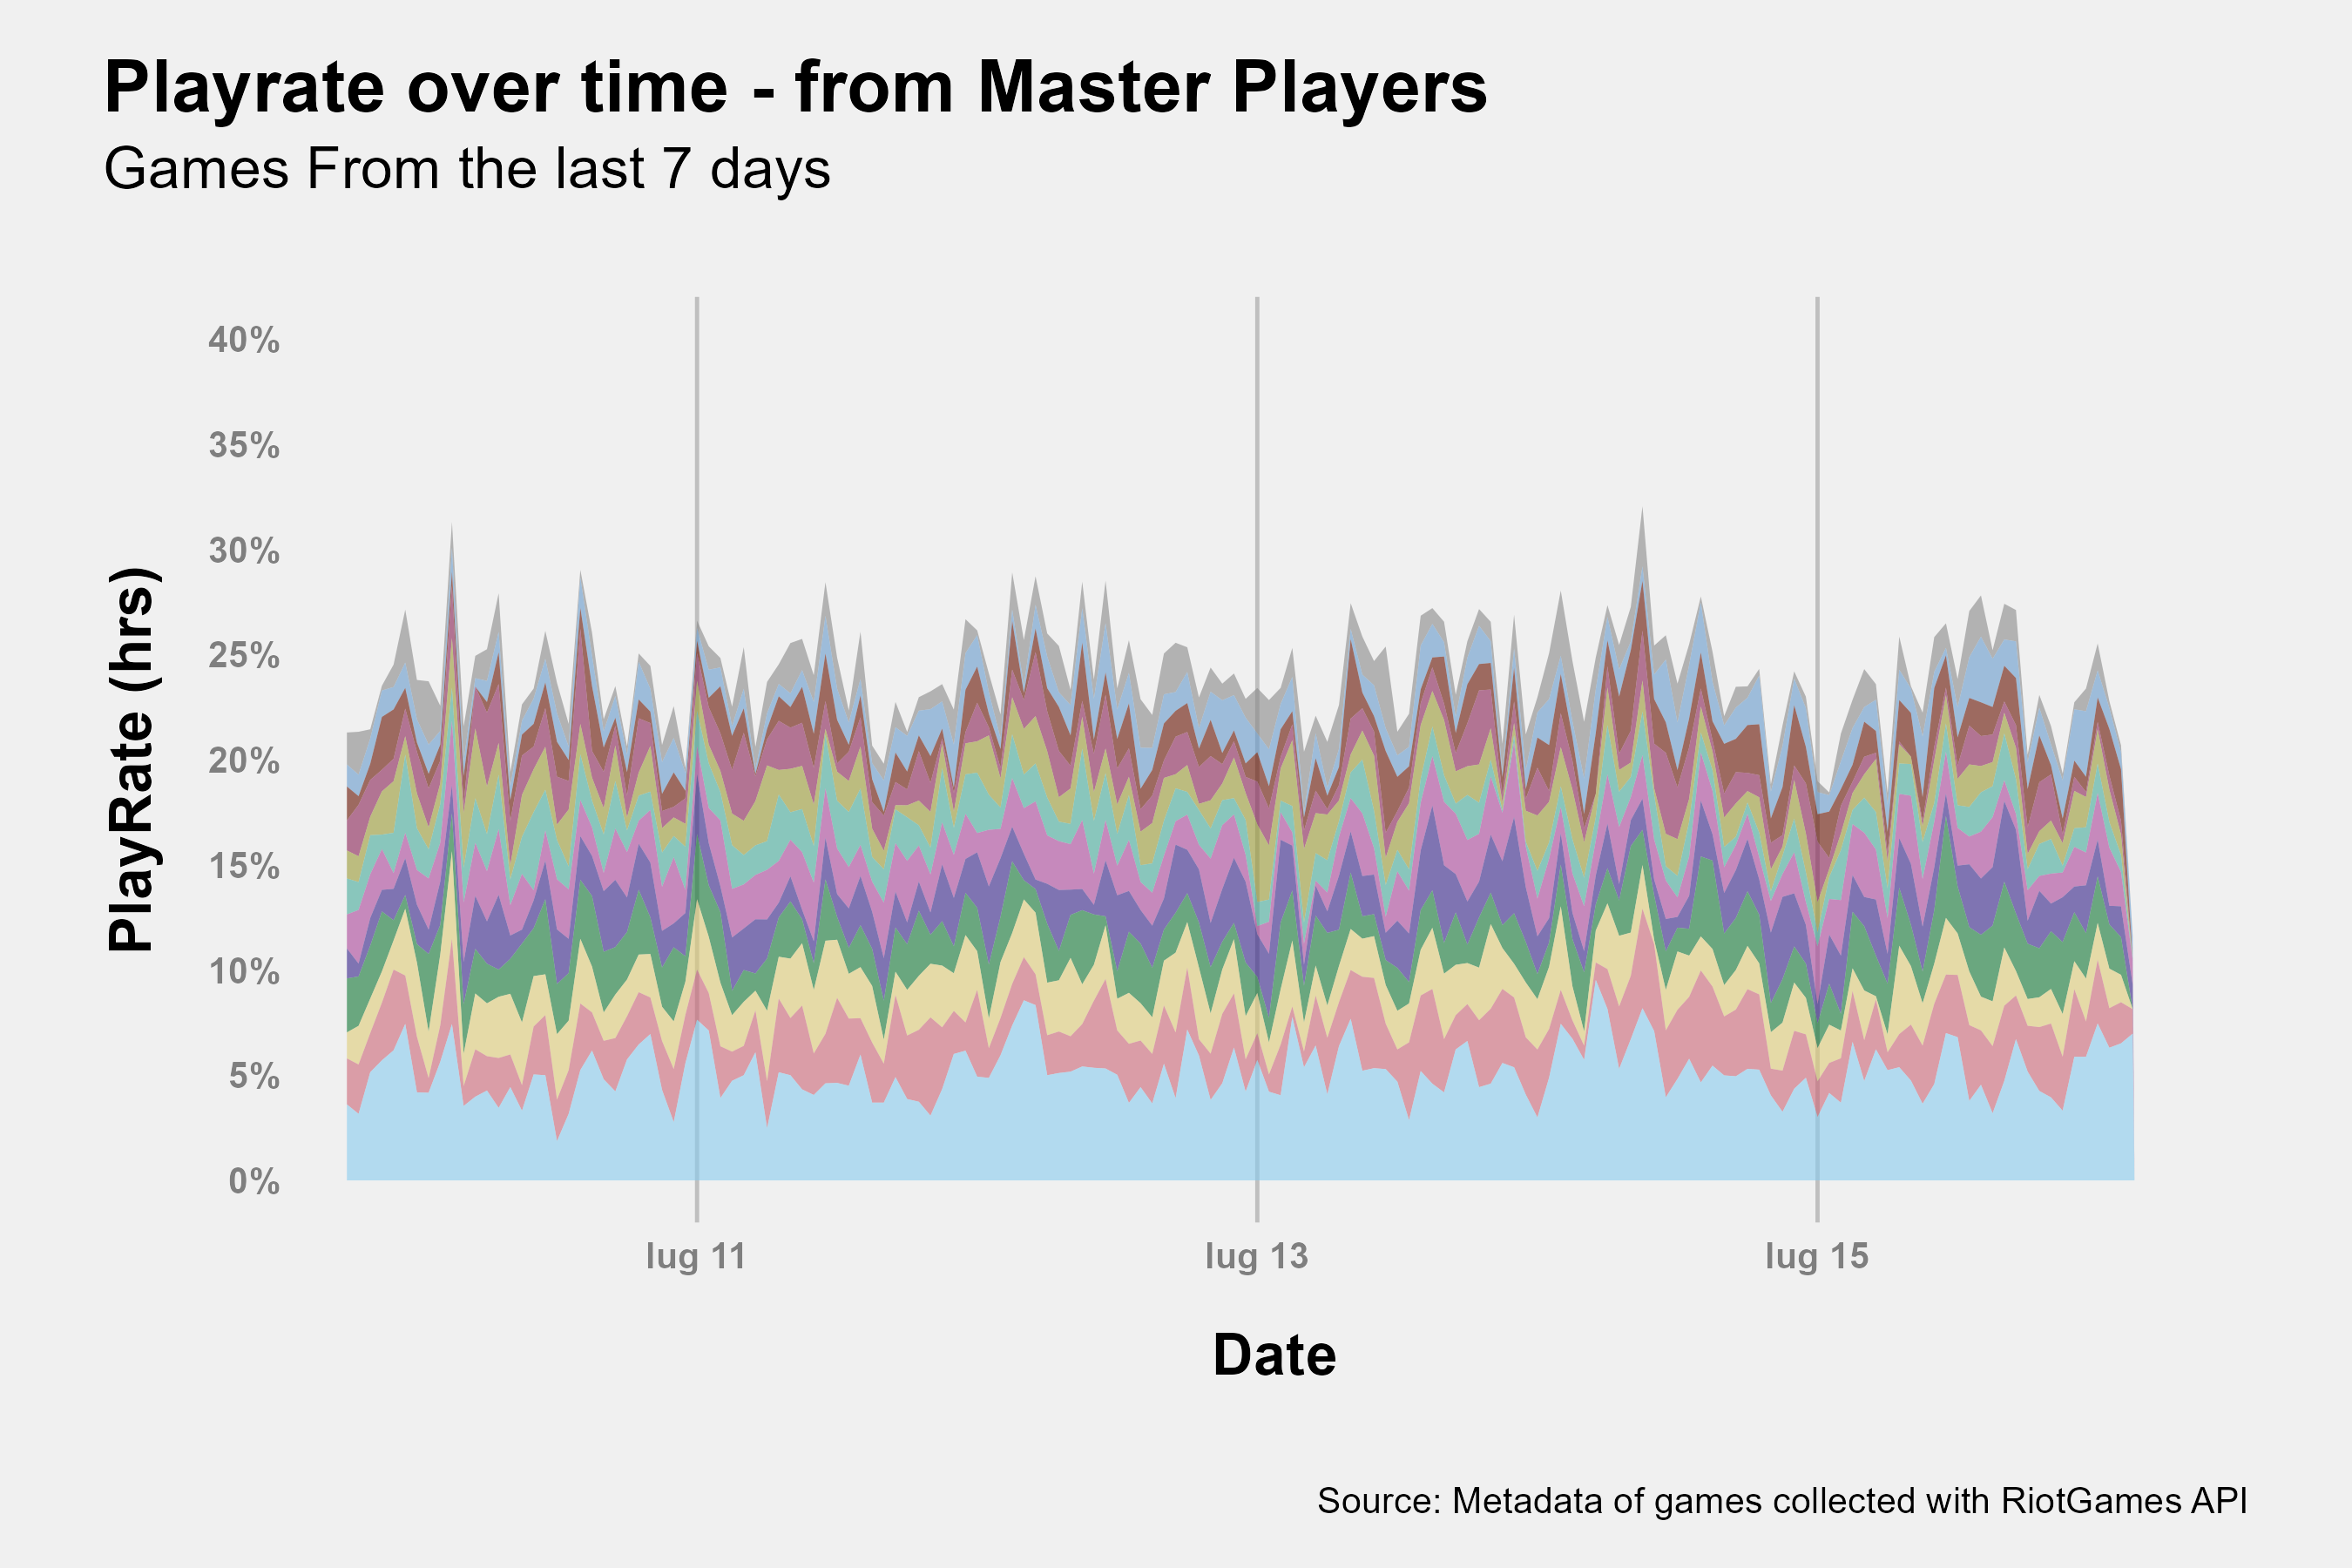 Playrate over time - from Master Players
Games From the last 7 days
PlayRate (hrs)
40%
35%
30%
25%
20%
15%
10%
5%
0%
lug 11
lug 13
lug 15
Date
Source: Metadata of games collected with RiotGames API